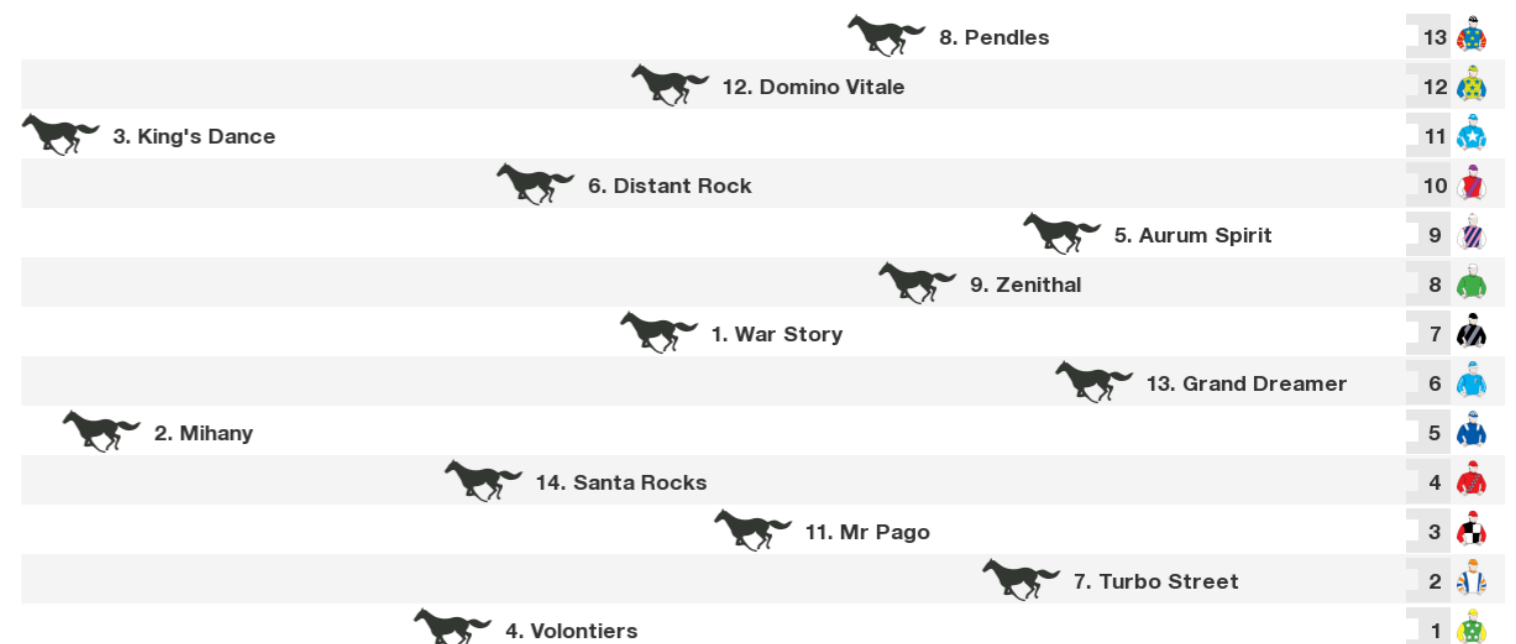 8. Pendles 13
12. Domino Vitale 12
3. King's Dance 11
6. Distant Rock 10
5. Aurum Spirit 9
9. Zenithal 8
1. War Story 7
13. Grand Dreamer 6
2. Mihany 5
14. Santa Rocks 4
11. Mr Pago 3
7. Turbo Street 2
4. Volontiers 1